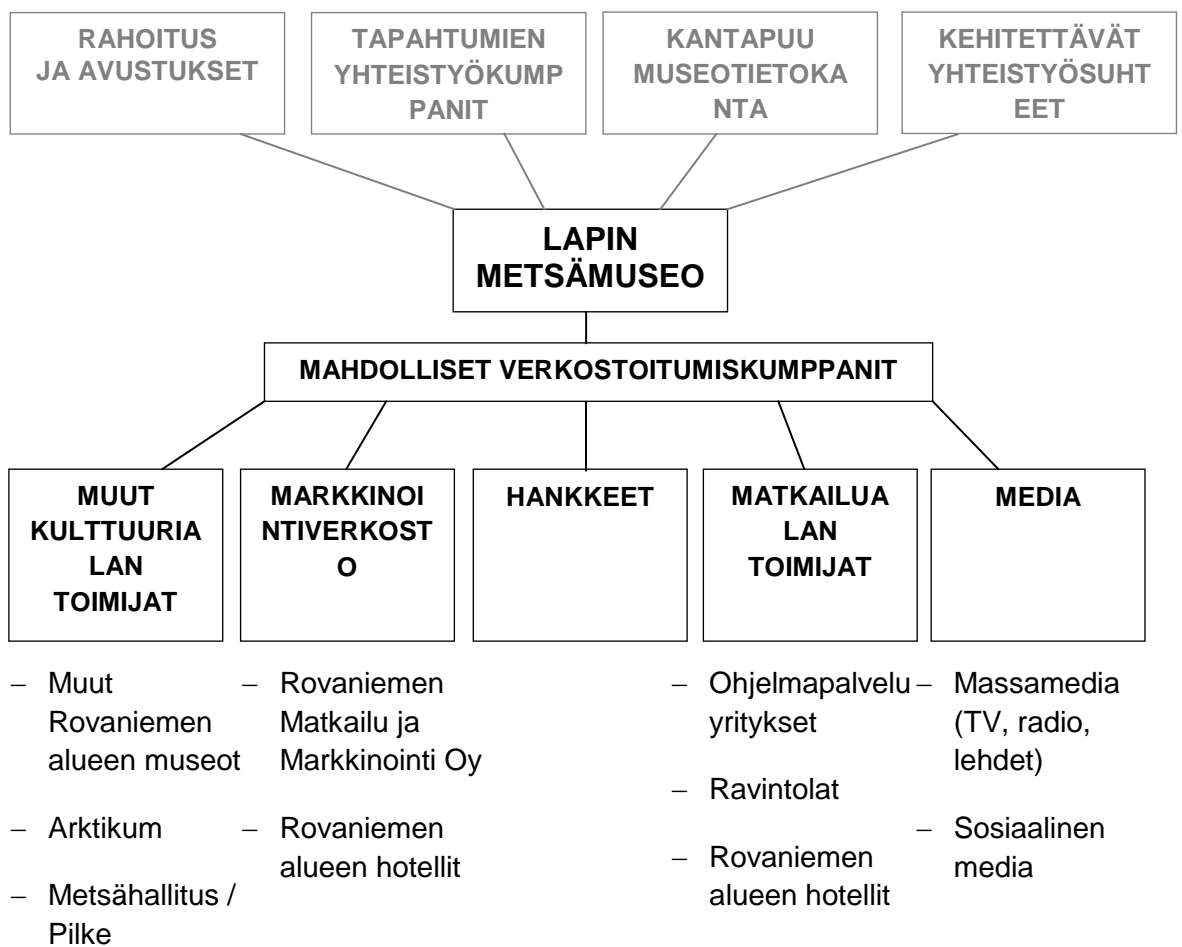 RAHOITUS
JA AVUSTUKSET
TAPAHTUMIEN
YHTEISTYÖKUMP
PANIT
KANTAPUU
MUSEOTIETOKA
NTA
KEHITETTÄVÄT
YHTEISTYÖSUHT
EET
LAPIN
METSÄMUSEO
MAHDOLLISET VERKOSTOITUMISKUMPPANIT
MUUT
KULTTUURIA
LAN
TOIMIJAT
MARKKINOI
NTIVERKOST
O
HANKKEET
MATKAILUA
LAN
TOIMIJAT
MEDIA
– Muut
Rovaniemen
alueen museot
– Arktikum
– Metsähallitus /
Pilke
– Rovaniemen
Matkailu ja
Markkinointi Oy
– Rovaniemen
alueen hotellit
– Ohjelmapalvelu
yritykset
– Ravintolat
– Rovaniemen
alueen hotellit
– Massamedia
(TV, radio,
lehdet)
– Sosiaalinen
media